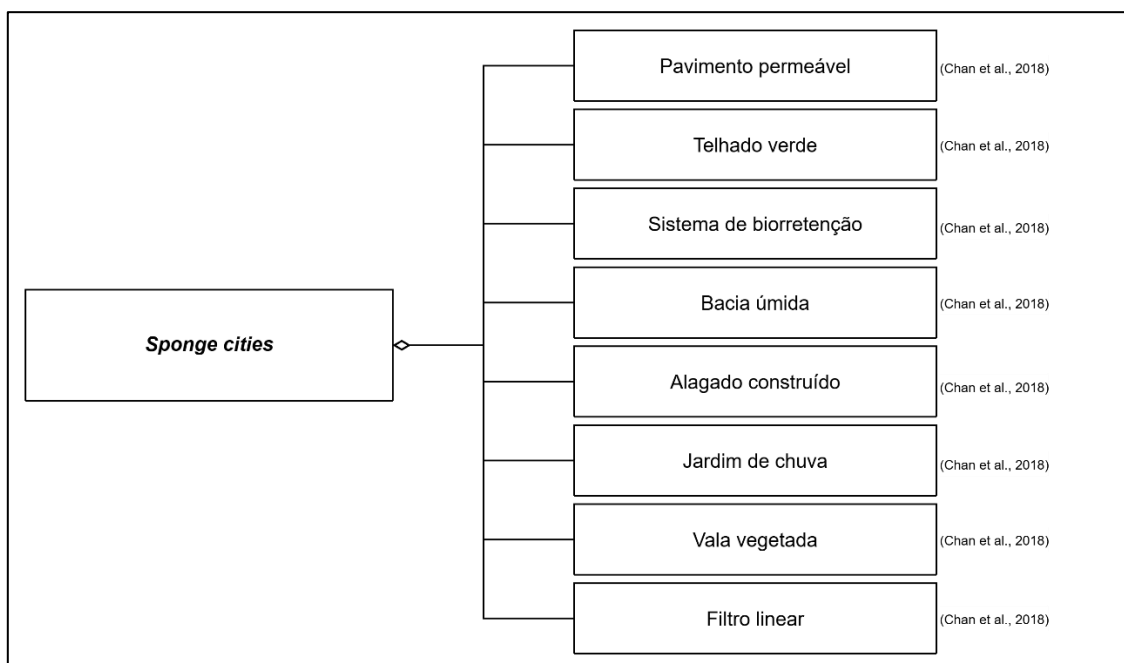 Pavimento permeável (Chan et al., 2018)
Telhado verde (Chan et al., 2018)
Sistema de biorretenção (Chan et al., 2018)
Bacia úmida (Chan et al., 2018)
Sponge cities
Alagado construído (Chan et al., 2018)
Jardim de chuva (Chan et al., 2018)
Vala vegetada (Chan et al., 2018)
Filtro linear (Chan et al., 2018)